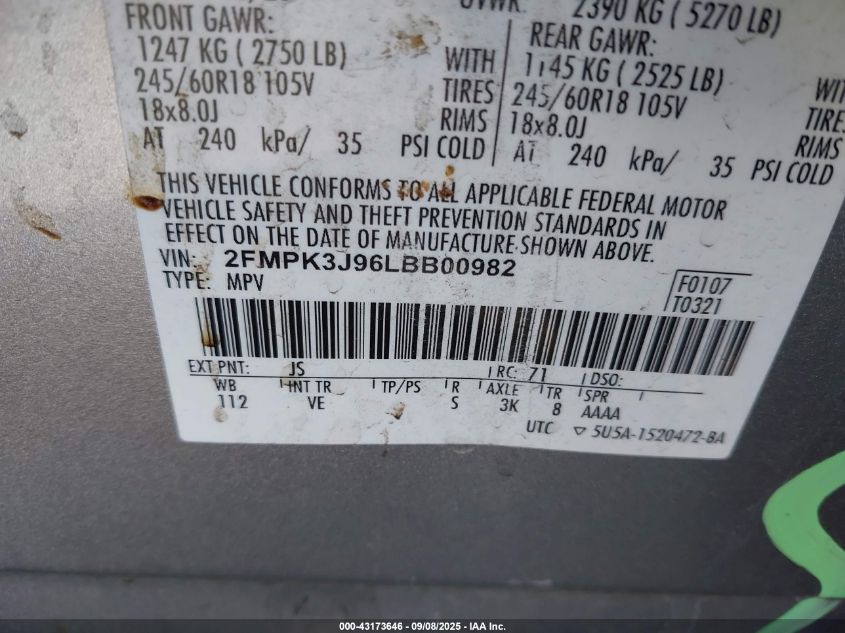 2390 KG ( 5270 LB)
FRONT GAWR:
1247 KG ( 2750 LB)
245/60R18 105V
18x8.0J
AT 240 kPa/ 35 PSI COLD
WITH
TIRES
RIMS
REAR GAWR:
1145 KG ( 2525 LB)
245/60R18 105V
18x8.0J
AT 240 kPa/ 35 PSI COLD
TIRES
RIMS
THIS VEHICLE CONFORMS TO ALL APPLICABLE FEDERAL MOTOR
VEHICLE SAFETY AND THEFT PREVENTION STANDARDS IN
EFFECT ON THE DATE OF MANUFACTURE SHOWN ABOVE.
VIN: 2FMPK3J96LBB00982
TYPE: MPV
F0107
T0321
EXT PNT: JS RC: 71 DSO:
WB INT TR TP/PS R AXLE TR SPR
112 VE S 3K 8 AAAA
UTC ▽ 5U5A-1520472-BA
000-43173646 - 09/08/2025 - IAA Inc.